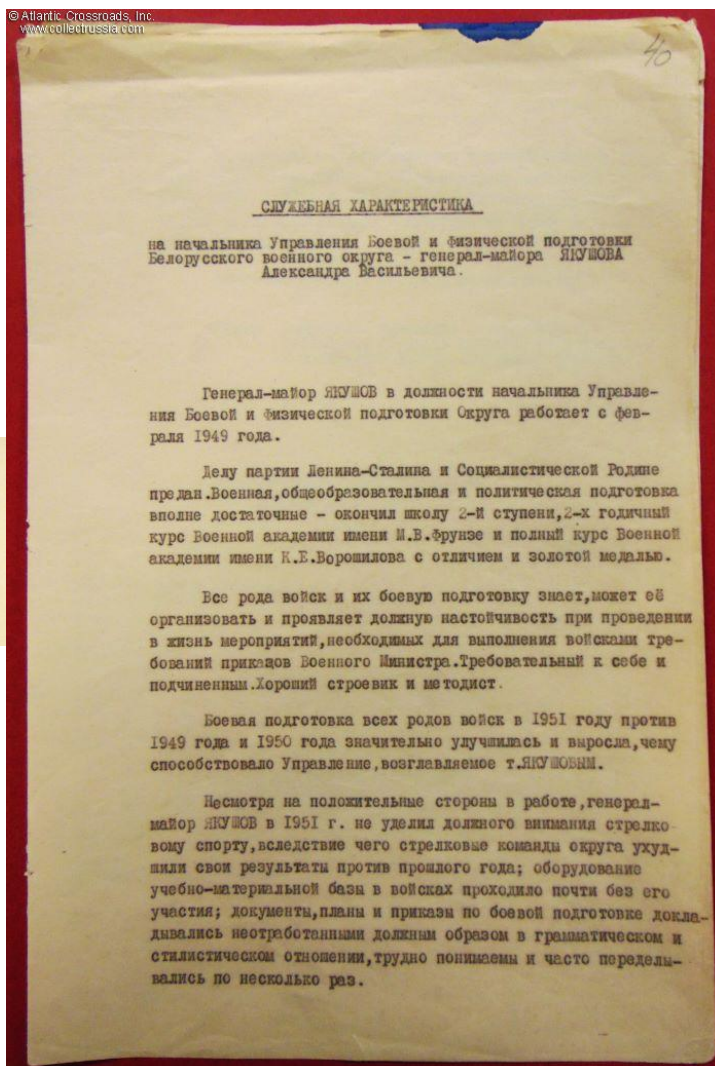 © Atlantic Crossroads, Inc.
www.collectrussia.com
40
СЛУЖЕБНАЯ ХАРАКТЕРИСТИКА
на начальника Управления Боевой и Физической подготовки
Белорусского военного округа - генерал-майора ЯКУШОВА
Александра Васильевича.
Генерал-майор ЯКУШОВ в должности начальника Управле-
ния Боевой и Физической подготовки Округа работает с фев-
раля 1949 года.
Делу партии Ленина-Сталина и Социалистической Родине
предан.Военная,общеобразовательная и политическая подготовка
вполне достаточные - окончил школу 2-й ступени,2-х годичный
курс Военной академии имени М.В.Фрунзе и полный курс Военной
академии имени К.Е.Ворошилова с отличием и золотой медалью.
Все рода войск и их боевую подготовку знает,может её
организовать и проявляет должную настойчивость при проведении
в жизнь мероприятий,необходимых для выполнения войсками тре-
бований приказов Военного Министра.Требовательный к себе и
подчиненным.Хороший строевик и методист.
Боевая подготовка всех родов войск в 1951 году против
1949 года и 1950 года значительно улучшилась и выросла,чему
способствовало Управление,возглавляемое т.ЯКУШОВЫМ.
Несмотря на положительные стороны в работе,генерал-
майор ЯКУШОВ в 1951 г. не уделил должного внимания стрелко-
вому спорту,вследствие чего стрелковые команды округа ухуд-
шили свои результаты против прошлого года; оборудование
учебно-материальной базы в войсках проходило почти без его
участия; документы,планы и приказы по боевой подготовке докла-
дывались неотработанными должным образом в грамматическом и
стилистическом отношении,трудно понимаемы и часто переделы-
вались по несколько раз.